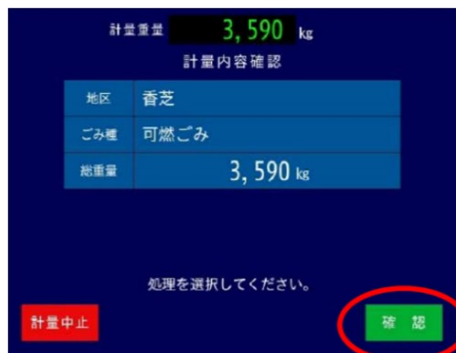 計量重量 3,590 kg
計量内容確認
地区 香芝
ごみ種 可燃ごみ
総重量 3,590 kg
処理を選択してください。
計量中止 確認